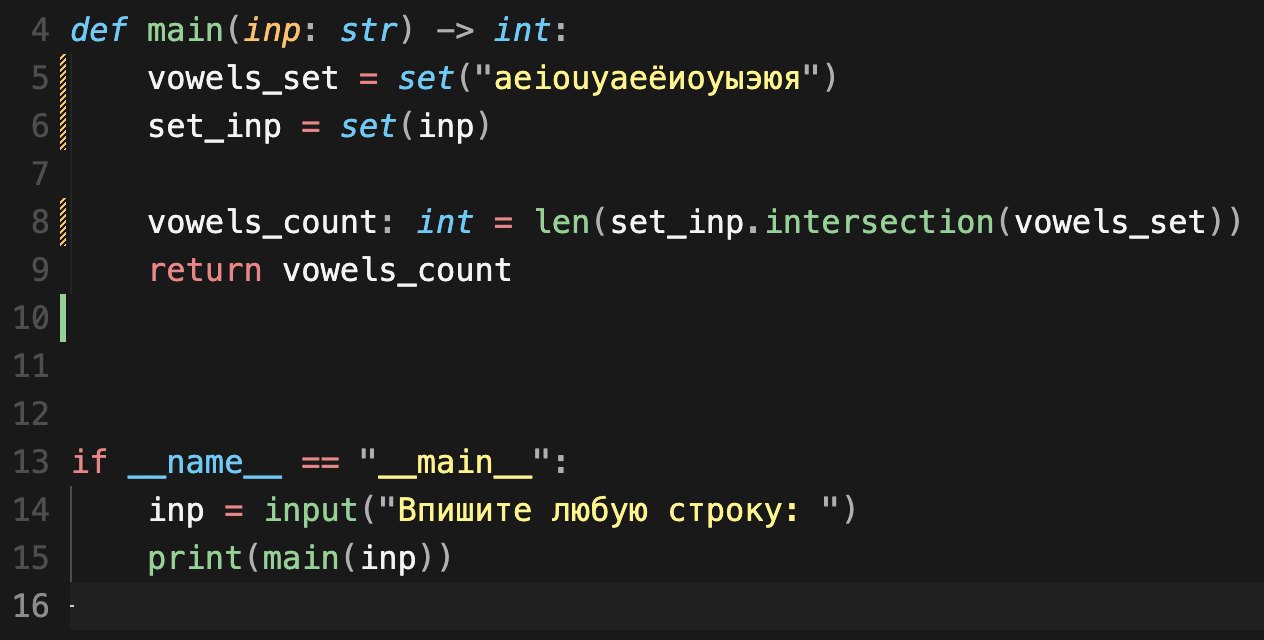 4 def main(inp: str) -> int:
5     vowels_set = set("aeiouyаеёиоуыэюя")
6     set_inp = set(inp)
7
8     vowels_count: int = len(set_inp.intersection(vowels_set))
9     return vowels_count
10
11
12
13 if __name__ == "__main__":
14     inp = input("Впишите любую строку: ")
15     print(main(inp))
16